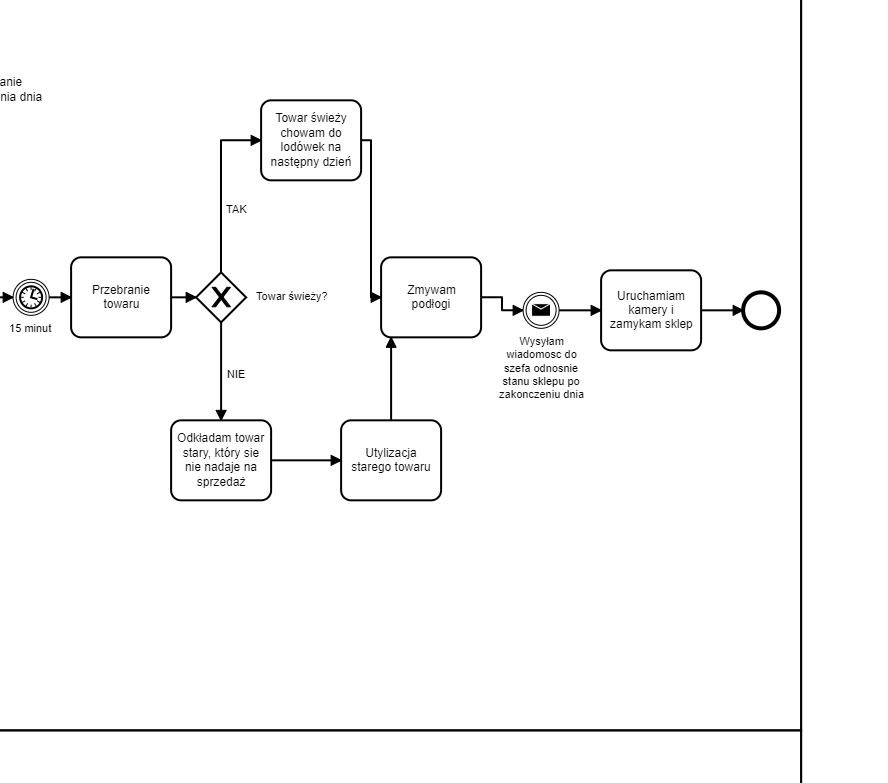 anie
nia dnia
Towar świeży
chowam do
lodówek na
następny dzień
TAK
15 minut
Przebranie
towaru
Towar świeży?
Zmywam
podłogi
Wysyłam
wiadomosc do
szefa odnosnie
stanu sklepu po
zakonczeniu dnia
Uruchamiam
kamery i
zamykam sklep
NIE
Odkładam towar
stary, który sie
nie nadaje na
sprzedaż
Utylizacja
starego towaru